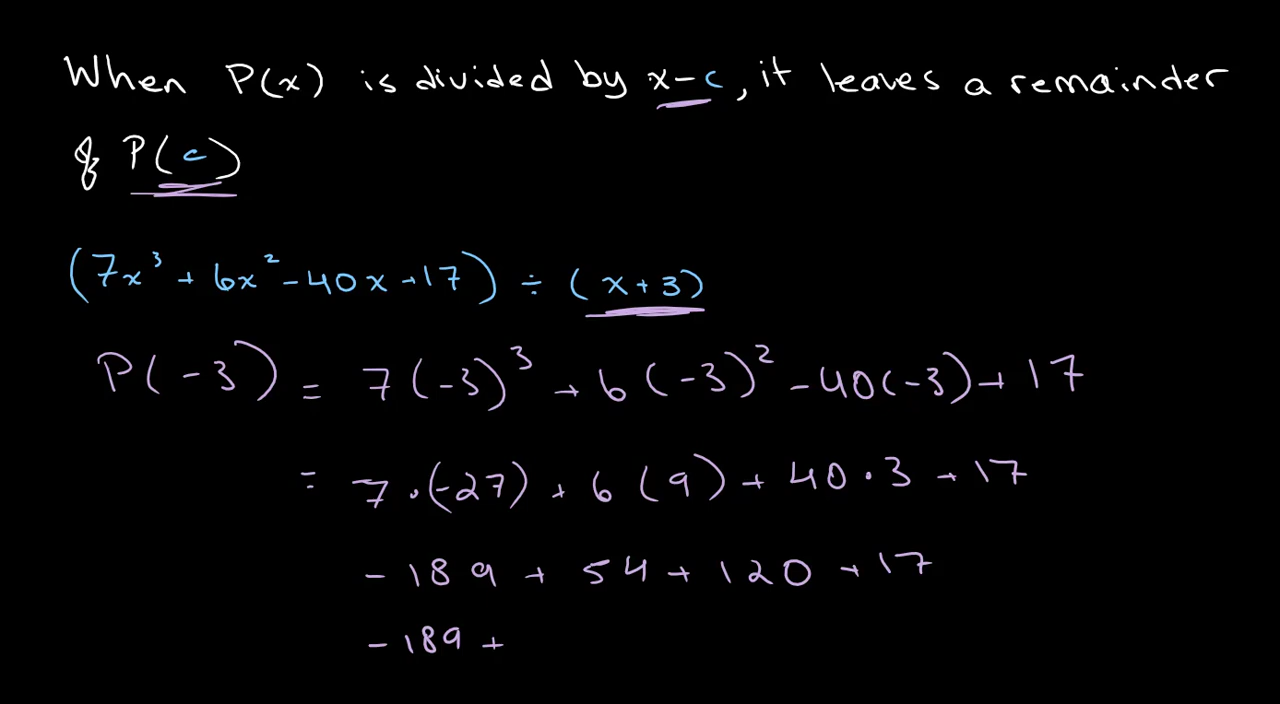 When P(x) is divided by x-c, it leaves a remainder
of P(c)
(7x³ + 6x² - 40x + 17) ÷ (x+3)
P(-3) = 7(-3)³ + 6(-3)² - 40(-3) + 17
= 7·(-27) + 6(9) + 40·3 + 17
-189 + 54 + 120 + 17
-189 +